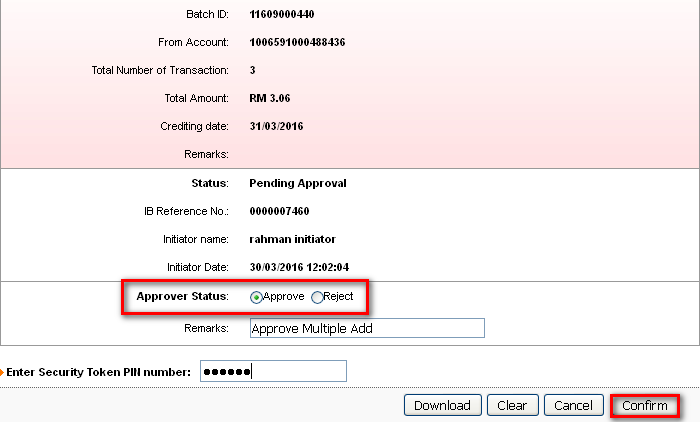 Batch ID: 11609000440
From Account: 1006591000488436
Total Number of Transaction: 3
Total Amount: RM 3.06
Crediting date: 31/03/2016
Remarks:
Status: Pending Approval
IB Reference No.: 0000007460
Initiator name: rahman initiator
Initiator Date: 30/03/2016 12:02:04
Approver Status: Approve Reject
Remarks: Approve Multiple Add
Enter Security Token PIN number: ●●●●●●
Download Clear Cancel Confirm